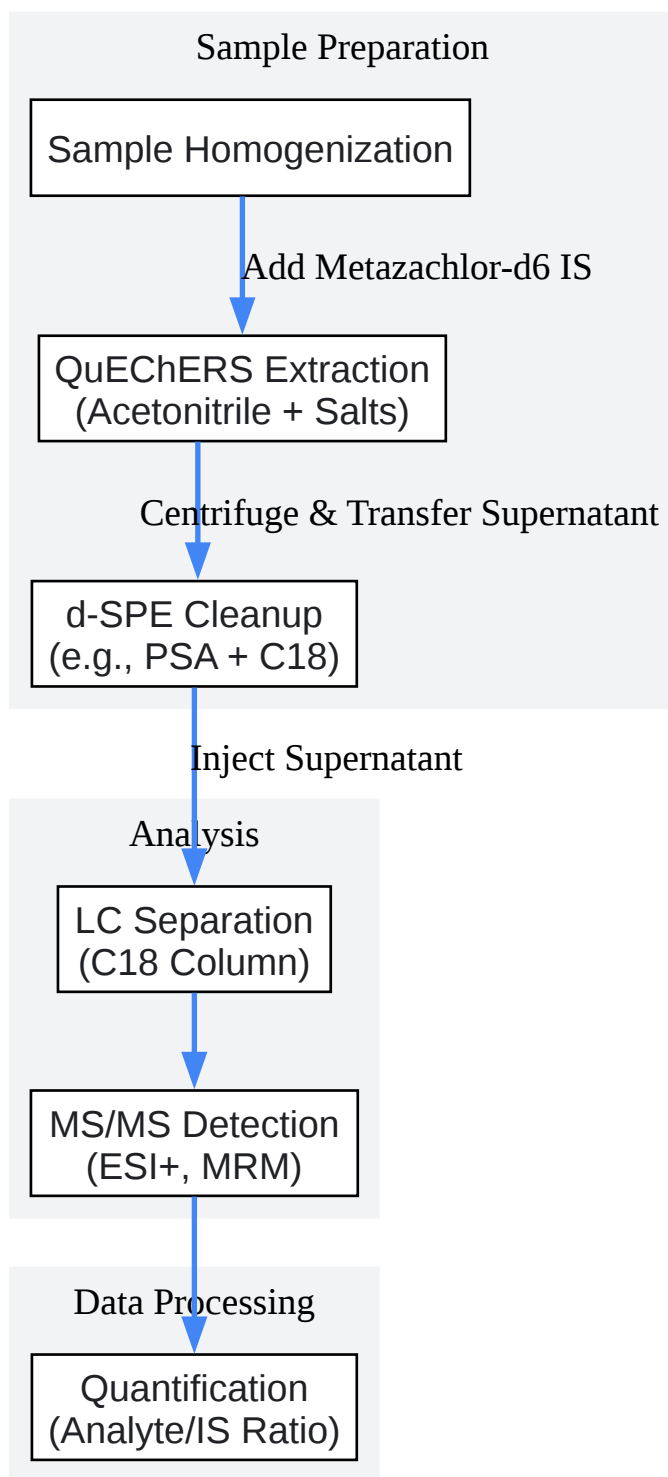 Sample Preparation
Sample Homogenization
Add Metazachlor-d6 IS
QuEChERS Extraction
(Acetonitrile + Salts)
Centrifuge & Transfer Supernatant
d-SPE Cleanup
(e.g., PSA + C18)
Inject Supernatant
Analysis
LC Separation
(C18 Column)
MS/MS Detection
(ESI+, MRM)
Data Processing
Quantification
(Analyte/IS Ratio)